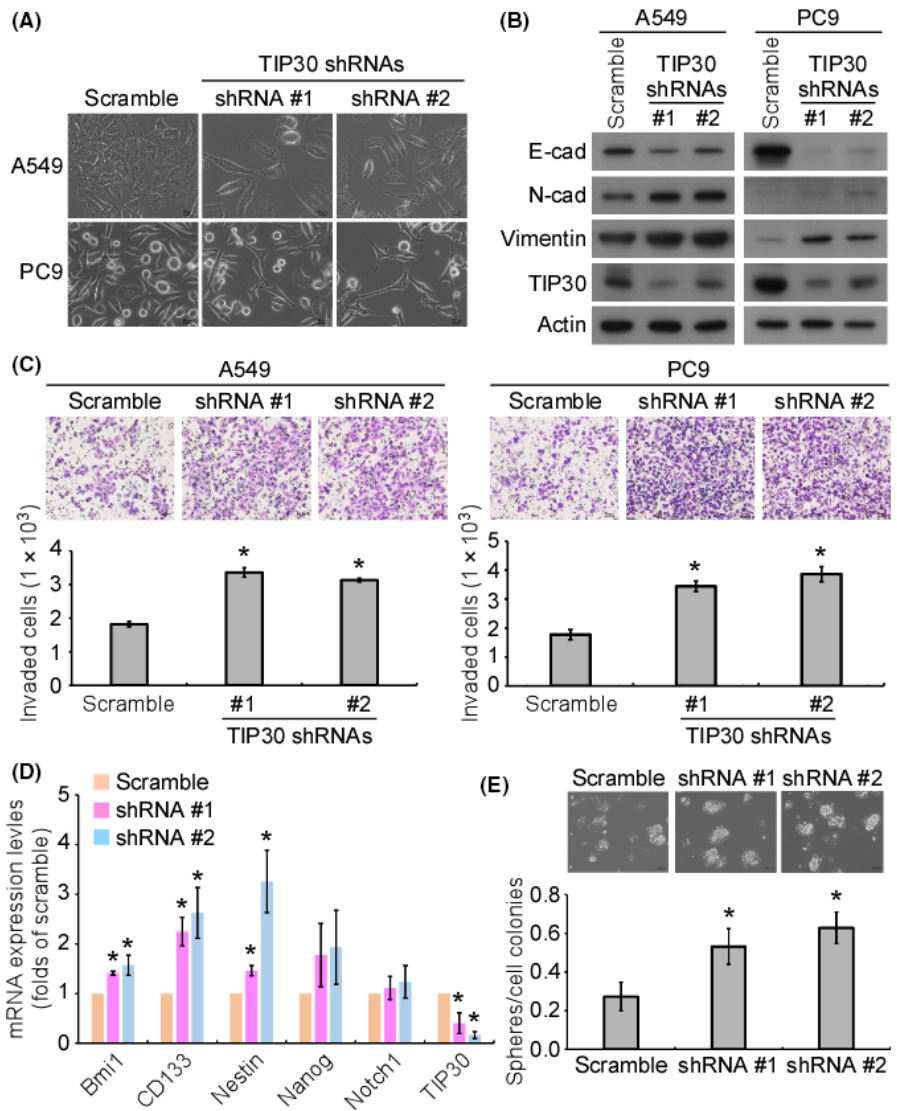 (A)
TIP30 shRNAs
Scramble shRNA #1 shRNA #2
A549
PC9
(B)
A549 PC9
Scramble TIP30 shRNAs Scramble TIP30 shRNAs
#1 #2 #1 #2
E-cad
N-cad
Vimentin
TIP30
Actin
(C)
A549
Scramble shRNA #1 shRNA #2
Invaded cells (1 × 10³)
4
3
2
1
0
Scramble #1 #2
TIP30 shRNAs
* *
PC9
Scramble shRNA #1 shRNA #2
Invaded cells (1 × 10³)
5
4
3
2
1
0
Scramble #1 #2
TIP30 shRNAs
* *
(D)
Scramble
shRNA #1
shRNA #2
mRNA expression levles
(folds of scramble)
5
4
3
2
1
0
* * * * * * * *
Bmi1 CD133 Nestin Nanog Notch1 TIP30
(E)
Scramble shRNA #1 shRNA #2
Spheres/cell colonies
0.8
0.6
0.4
0.2
0.0
* *
Scramble shRNA #1 shRNA #2